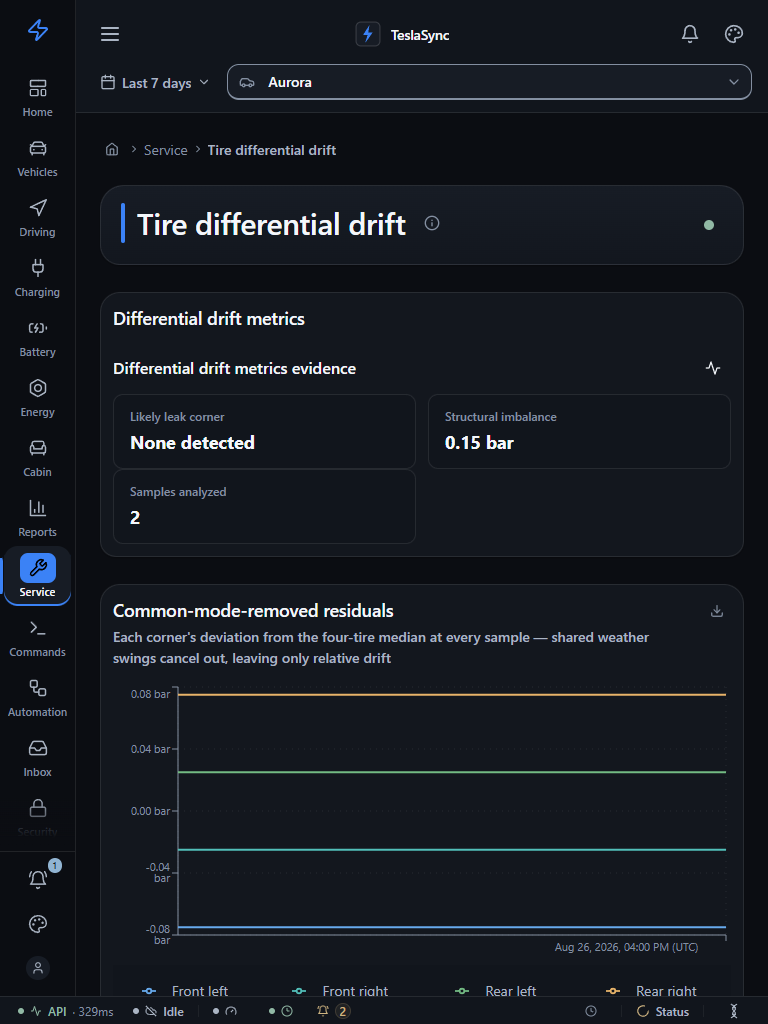 TeslaSync
Last 7 days
Aurora
Home
Vehicles
Driving
Charging
Battery
Energy
Cabin
Reports
Service
Commands
Automation
Inbox
Security
1
Service
Tire differential drift
Tire differential drift
Differential drift metrics
Differential drift metrics evidence
Likely leak corner
None detected
Structural imbalance
0.15 bar
Samples analyzed
2
Common-mode-removed residuals
Each corner's deviation from the four-tire median at every sample — shared weather
swings cancel out, leaving only relative drift
0.08 bar
0.04 bar
0.00 bar
-0.04
bar
-0.08
bar
Aug 26, 2026, 04:00 PM (UTC)
Front left
Front right
Rear left
Rear right
API · 329ms
Idle
2
Status